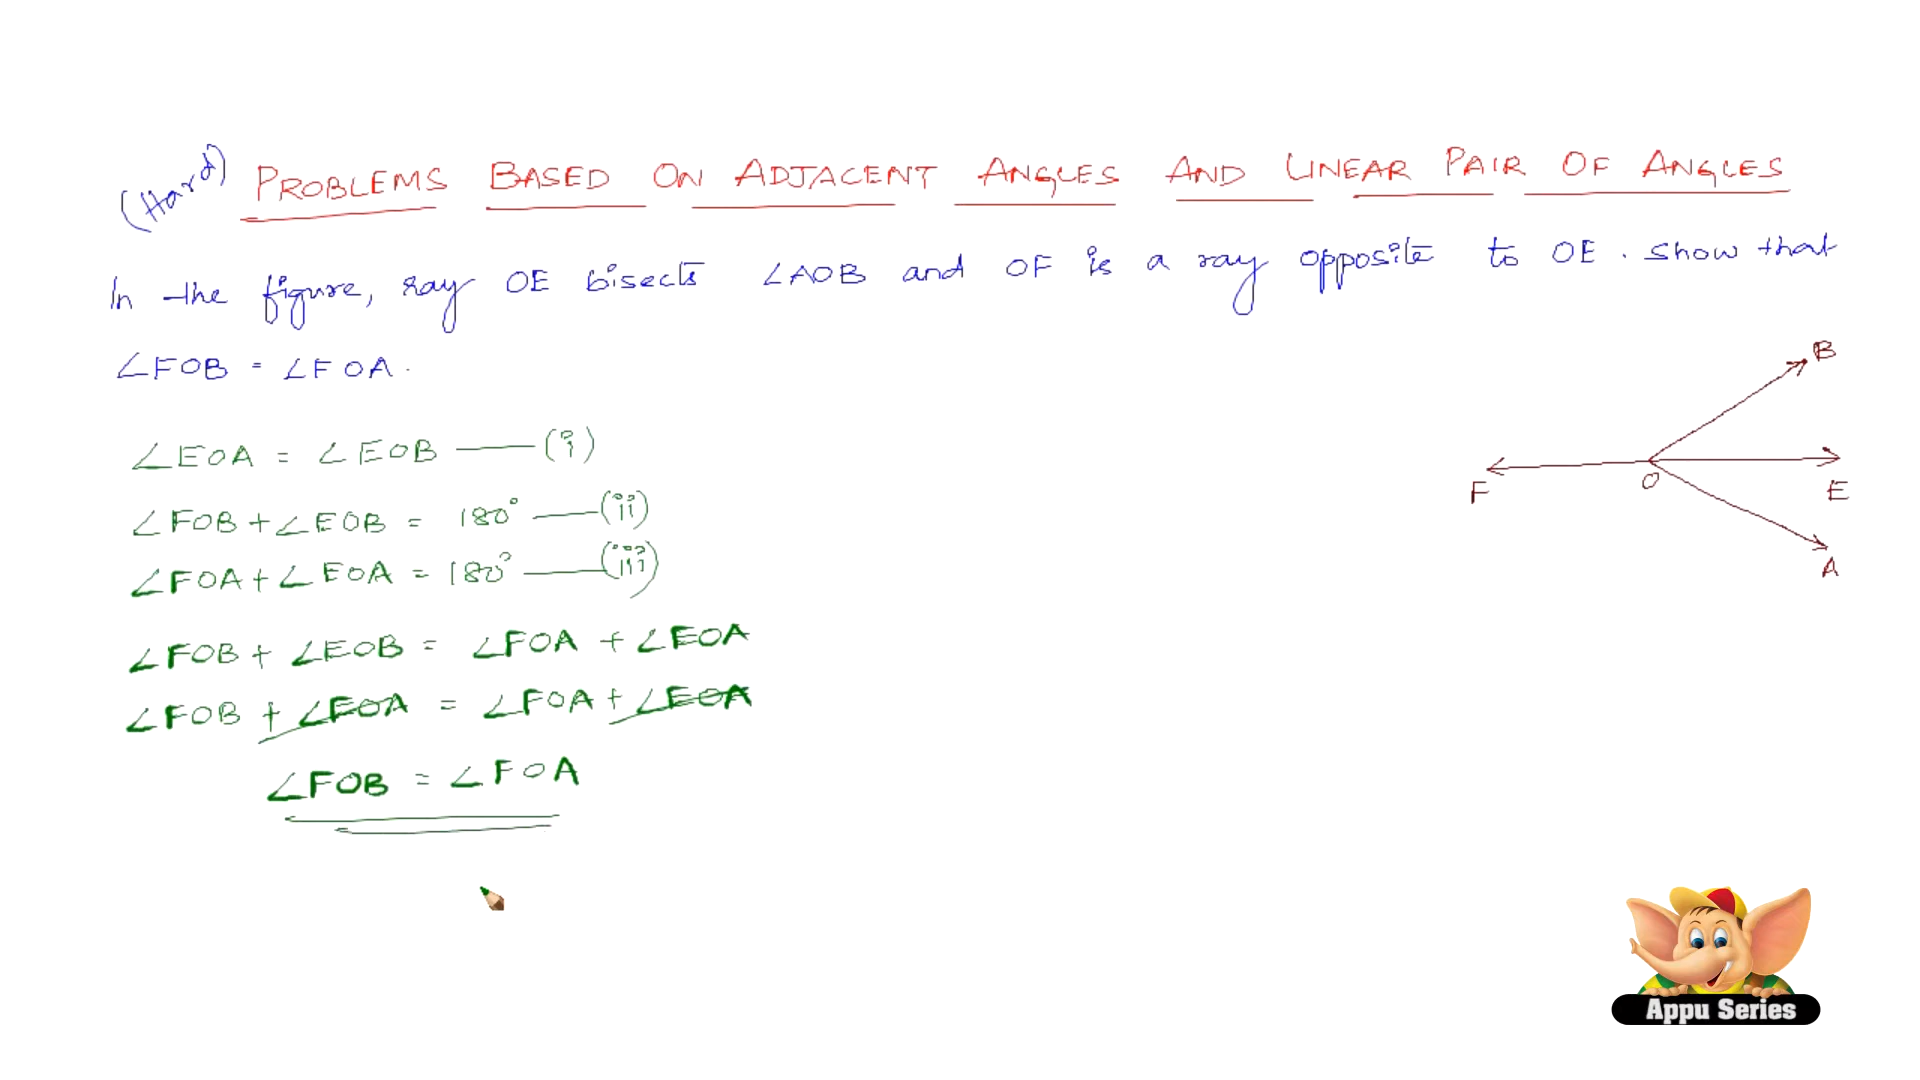 (Hard) PROBLEMS BASED ON ADJACENT ANGLES AND LINEAR PAIR OF ANGLES
In the figure, ray OE bisects ∠AOB and OF is a ray opposite to OE. Show that
∠FOB = ∠FOA.
∠EOA = ∠EOB —— (i)
∠FOB + ∠EOB = 180° —— (ii)
∠FOA + ∠EOA = 180° —— (iii)
∠FOB + ∠EOB = ∠FOA + ∠EOA
∠FOB + ∠EOA = ∠FOA + ∠EOA
∠FOB = ∠FOA
B
F
O
E
A
Appu Series